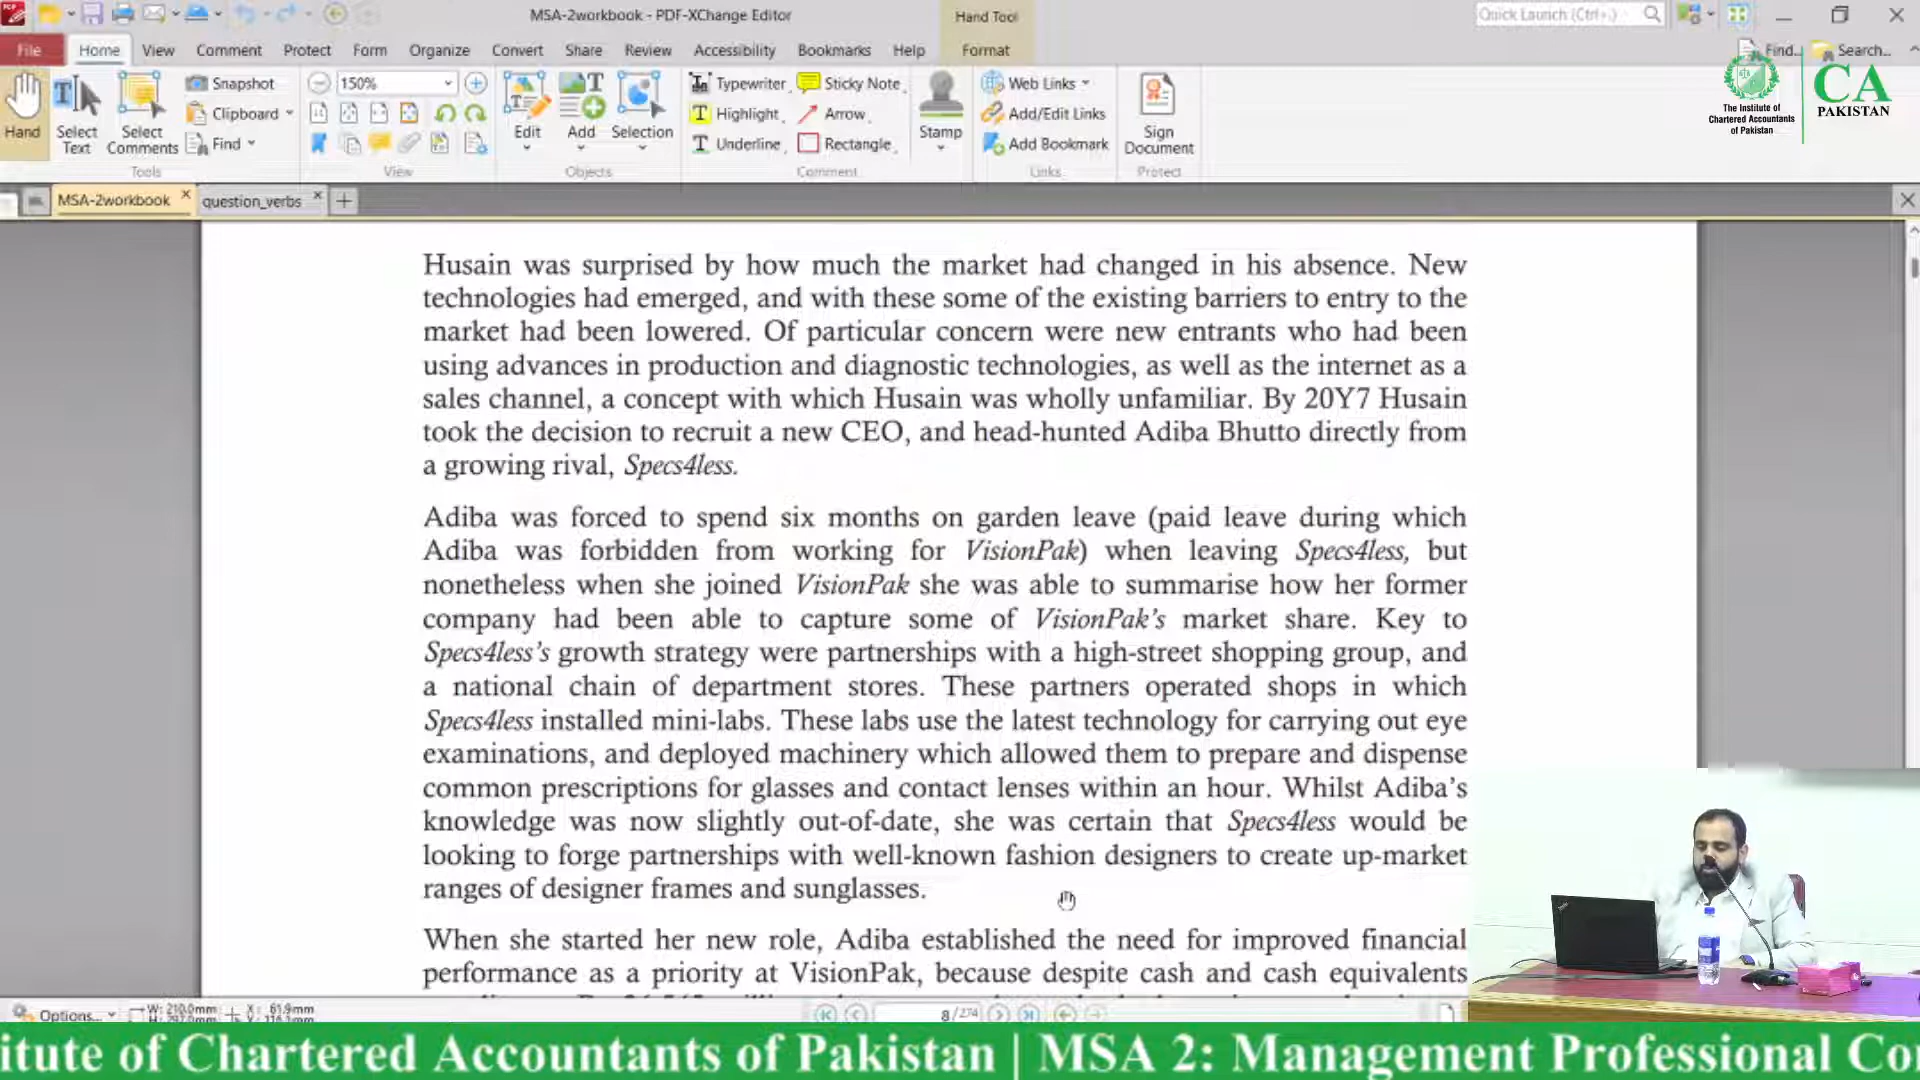 MSA-2workbook - PDF-XChange Editor
Hand Tool
Quick Launch (Ctrl+.)
File
Home
View
Comment
Protect
Form
Organize
Convert
Share
Review
Accessibility
Bookmarks
Help
Format
Find...
Search...
Hand
Select Text
Select Comments
Snapshot
Clipboard
Find
Tools
150%
View
Edit
Add
Selection
Objects
Typewriter
Sticky Note
Highlight
Arrow
Underline
Rectangle
Comment
Stamp
Web Links
Add/Edit Links
Add Bookmark
Links
Sign Document
Protect
The Institute of
Chartered Accountants
of Pakistan
CA
PAKISTAN
MSA-2workbook
question_verbs
Husain was surprised by how much the market had changed in his absence. New
technologies had emerged, and with these some of the existing barriers to entry to the
market had been lowered. Of particular concern were new entrants who had been
using advances in production and diagnostic technologies, as well as the internet as a
sales channel, a concept with which Husain was wholly unfamiliar. By 20Y7 Husain
took the decision to recruit a new CEO, and head-hunted Adiba Bhutto directly from
a growing rival, Specs4less.
Adiba was forced to spend six months on garden leave (paid leave during which
Adiba was forbidden from working for VisionPak) when leaving Specs4less, but
nonetheless when she joined VisionPak she was able to summarise how her former
company had been able to capture some of VisionPak's market share. Key to
Specs4less's growth strategy were partnerships with a high-street shopping group, and
a national chain of department stores. These partners operated shops in which
Specs4less installed mini-labs. These labs use the latest technology for carrying out eye
examinations, and deployed machinery which allowed them to prepare and dispense
common prescriptions for glasses and contact lenses within an hour. Whilst Adiba's
knowledge was now slightly out-of-date, she was certain that Specs4less would be
looking to forge partnerships with well-known fashion designers to create up-market
ranges of designer frames and sunglasses.
When she started her new role, Adiba established the need for improved financial
performance as a priority at VisionPak, because despite cash and cash equivalents
Options...
W: 210.0mm
H: 297.0mm
X: 61.9mm
8 / 274
itute of Chartered Accountants of Pakistan | MSA 2: Management Professional Co